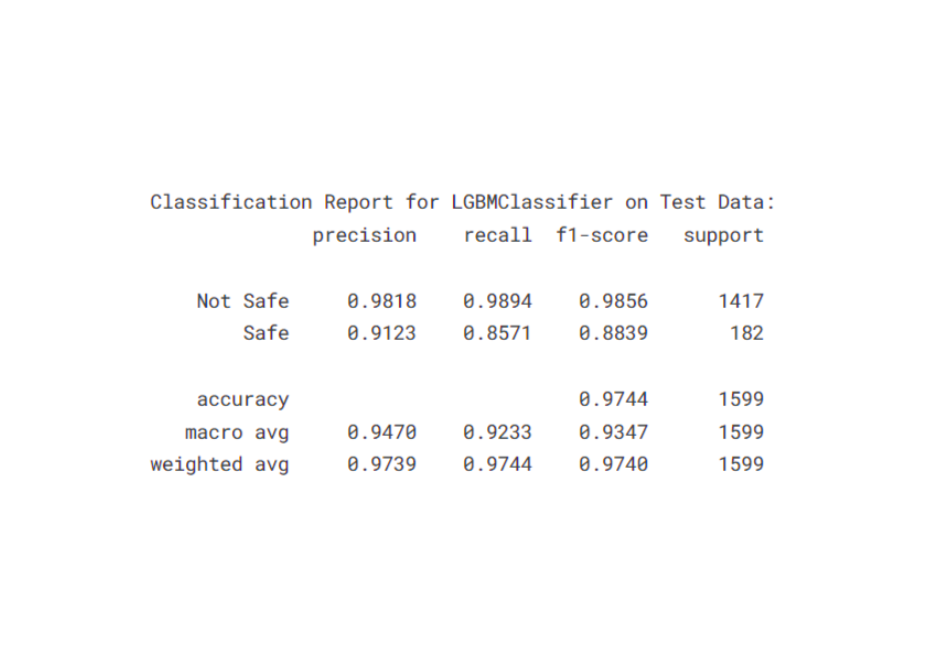 Classification Report for LGBMClassifier on Test Data:
precision recall f1-score support
Not Safe 0.9818 0.9894 0.9856 1417
Safe 0.9123 0.8571 0.8839 182
accuracy 0.9744 1599
macro avg 0.9470 0.9233 0.9347 1599
weighted avg 0.9739 0.9744 0.9740 1599